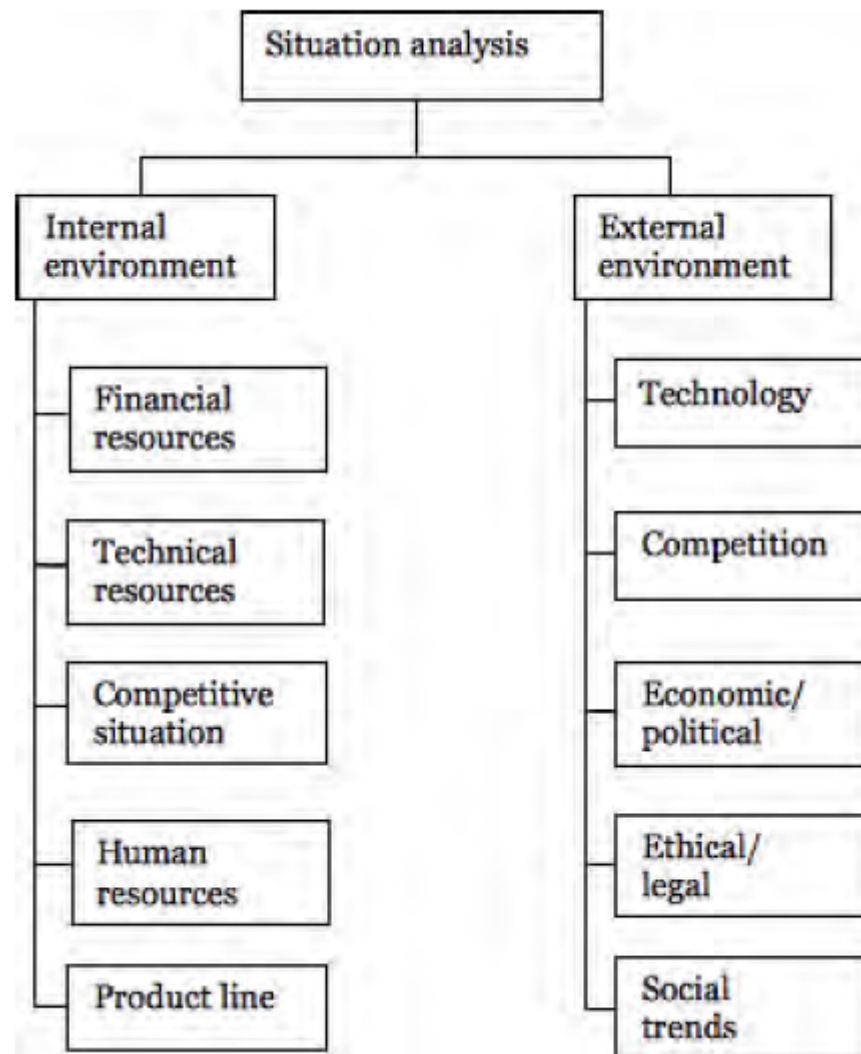 Situation analysis
Internal
environment
Financial
resources
Technical
resources
Competitive
situation
Human
resources
Product line
External
environment
Technology
Competition
Economic/
political
Ethical/
legal
Social
trends